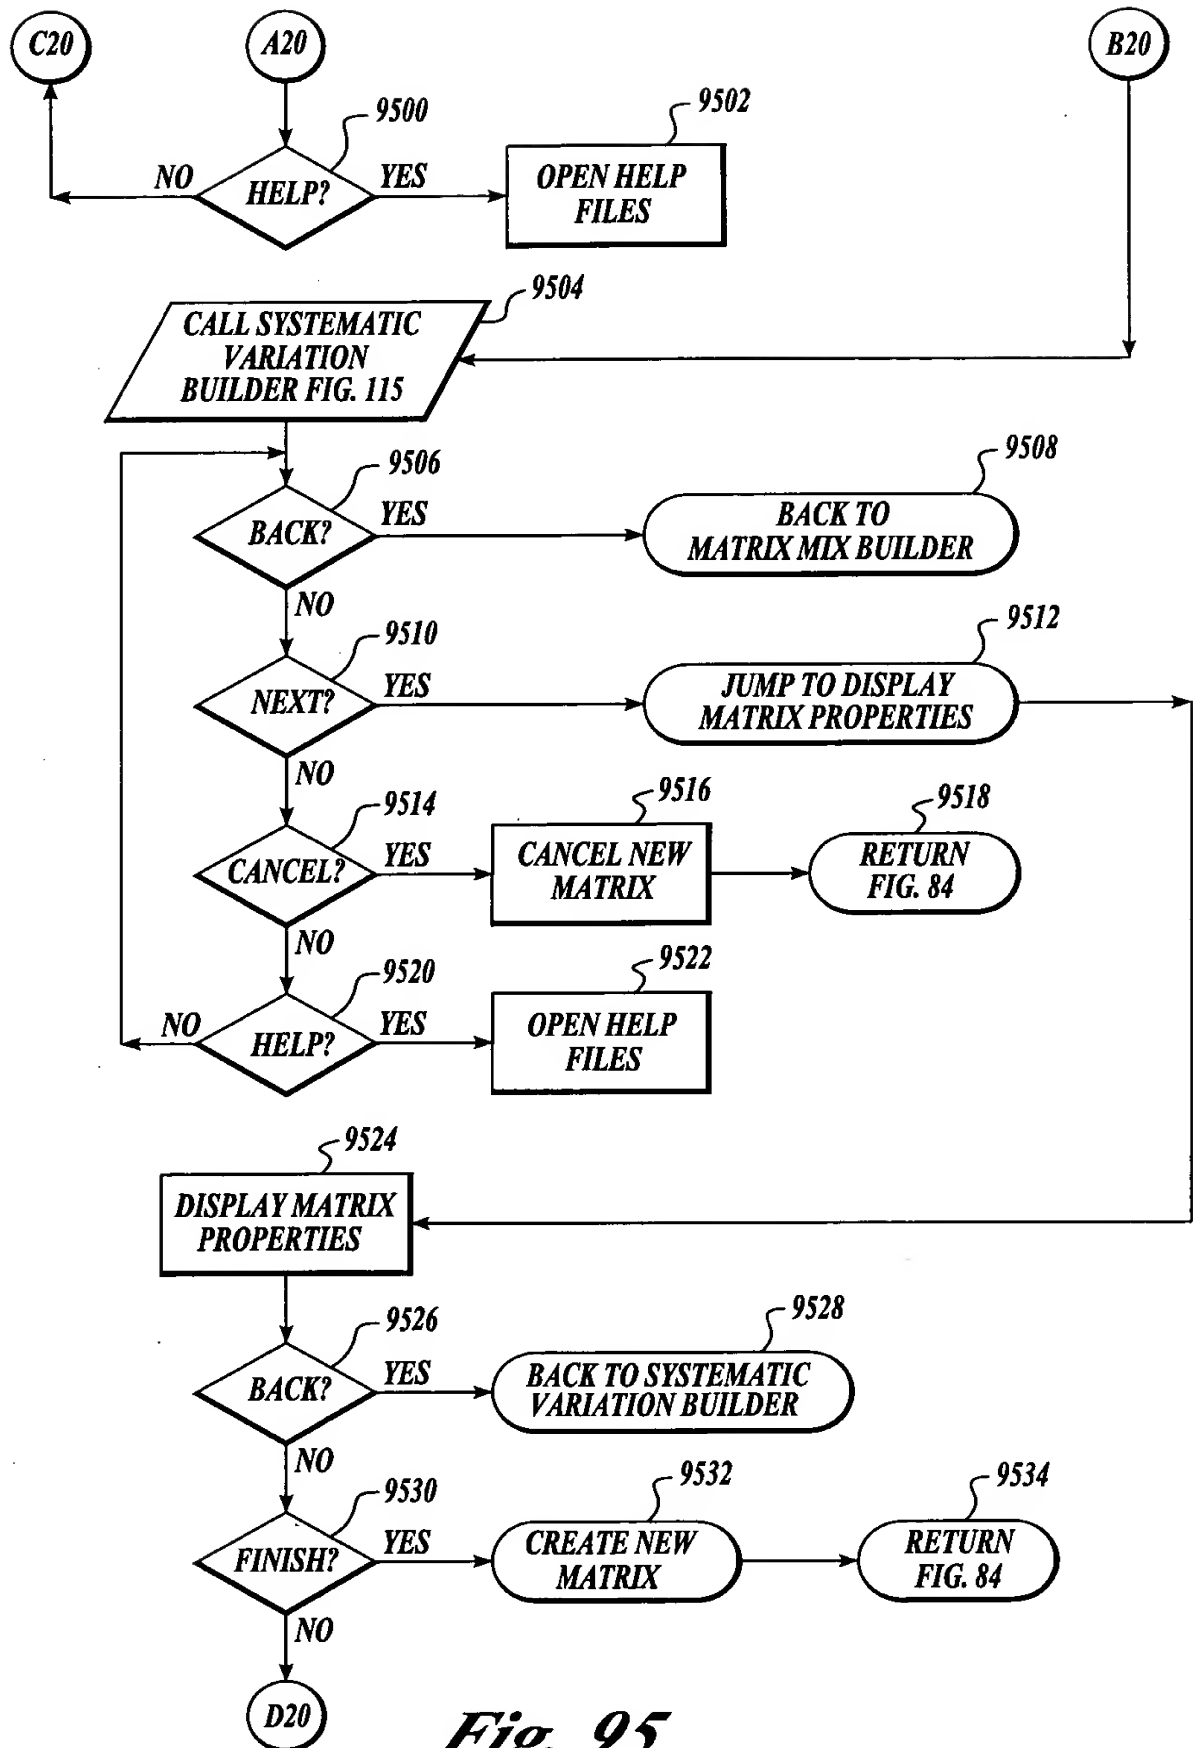 C20
A20
B20
9500
9502
NO
HELP?
YES
OPEN HELP
FILES
9504
CALL SYSTEMATIC
VARIATION
BUILDER FIG. 115
9506
9508
BACK?
YES
BACK TO
MATRIX MIX BUILDER
NO
9510
9512
NEXT?
YES
JUMP TO DISPLAY
MATRIX PROPERTIES
NO
9514
9516
9518
CANCEL?
YES
CANCEL NEW
MATRIX
RETURN
FIG. 84
NO
9520
9522
NO
HELP?
YES
OPEN HELP
FILES
9524
DISPLAY MATRIX
PROPERTIES
9526
9528
BACK?
YES
BACK TO SYSTEMATIC
VARIATION BUILDER
NO
9530
9532
9534
FINISH?
YES
CREATE NEW
MATRIX
RETURN
FIG. 84
NO
D20
Fig. 95